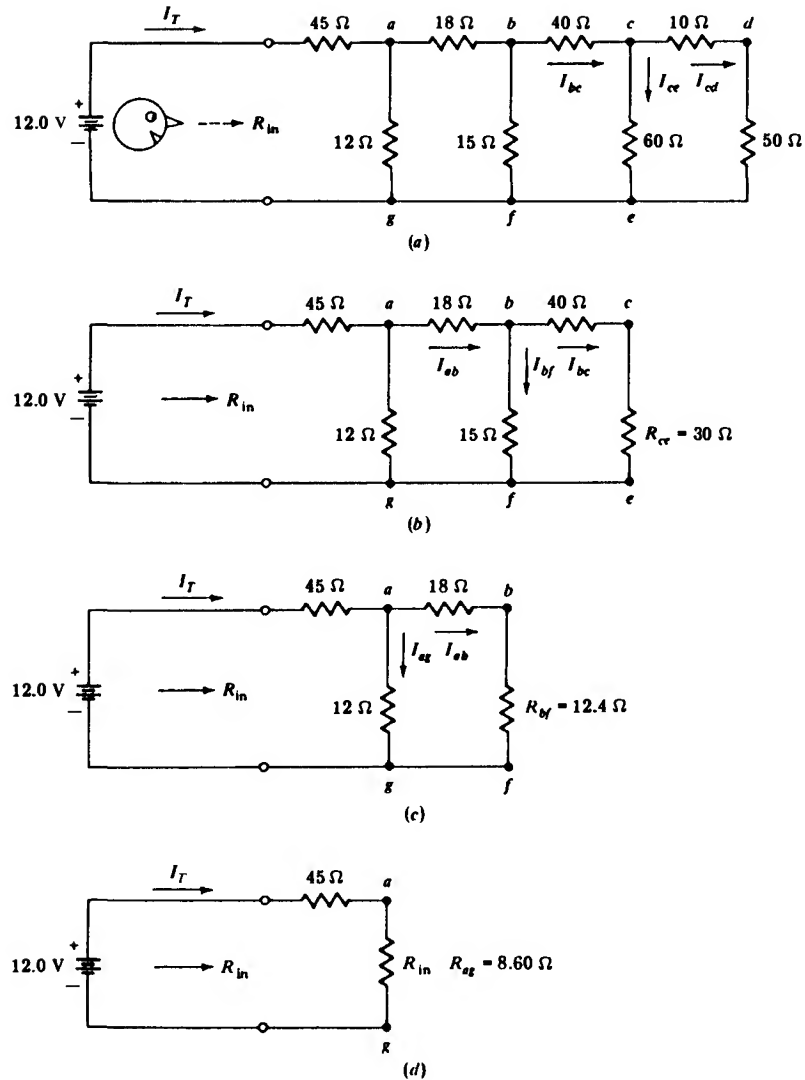 I_T 45 Ω a 18 Ω b 40 Ω c 10 Ω d
I_bc I_ce I_cd
+
12.0 V R_in 12 Ω 15 Ω 60 Ω 50 Ω
−
g f e
(a)
I_T 45 Ω a 18 Ω b 40 Ω c
I_ab I_bf I_bc
+
12.0 V R_in 12 Ω 15 Ω R_ce = 30 Ω
−
g f e
(b)
I_T 45 Ω a 18 Ω b
I_ag I_ab
+
12.0 V R_in 12 Ω R_bf = 12.4 Ω
−
g f
(c)
I_T 45 Ω a
+
12.0 V R_in R_in R_ag = 8.60 Ω
−
g
(d)